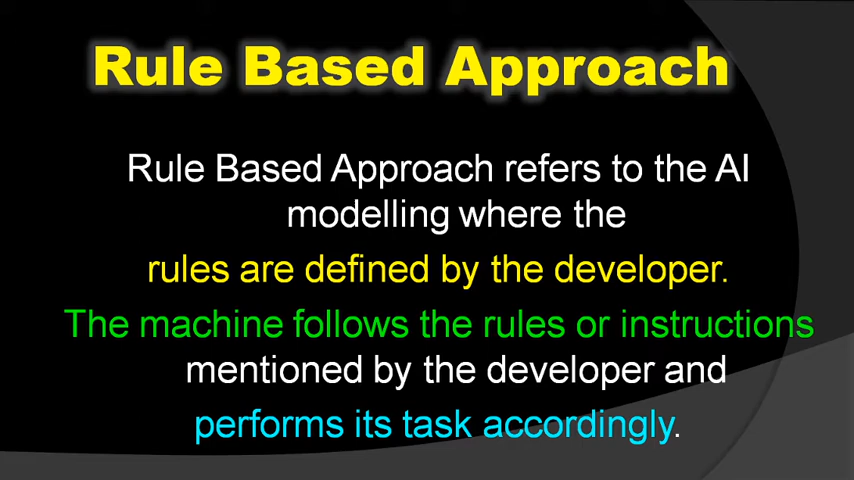 Rule Based Approach
Rule Based Approach refers to the AI
modelling where the
rules are defined by the developer.
The machine follows the rules or instructions
mentioned by the developer and
performs its task accordingly.